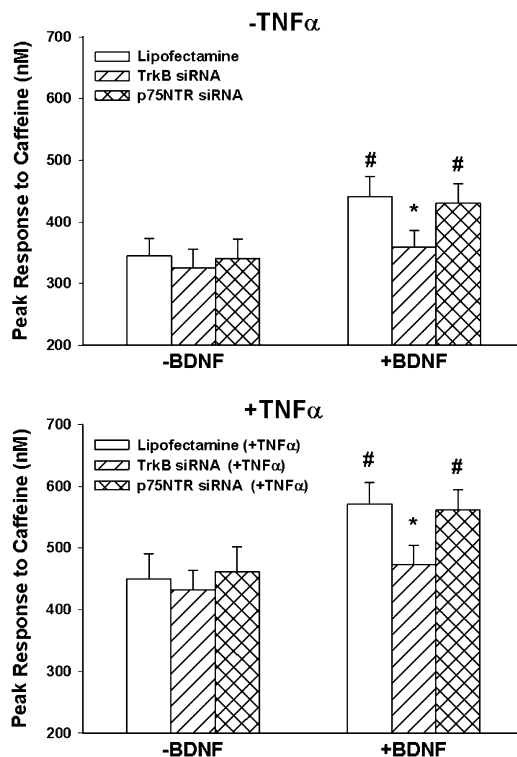 -TNFα
Peak Response to Caffeine (nM)
700
600
500
400
300
200
Lipofectamine
TrkB siRNA
p75NTR siRNA
#
*
#
-BDNF
+BDNF
+TNFα
Peak Response to Caffeine (nM)
700
600
500
400
300
200
Lipofectamine (+TNFα)
TrkB siRNA (+TNFα)
p75NTR siRNA (+TNFα)
#
*
#
-BDNF
+BDNF